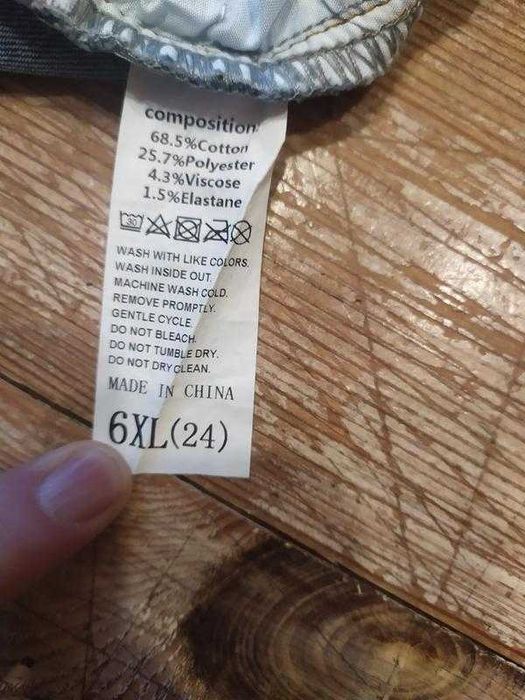 composition
68.5%Cotton
25.7%Polyester
4.3%Viscose
1.5%Elastane
30
WASH WITH LIKE COLORS.
WASH INSIDE OUT.
MACHINE WASH COLD.
REMOVE PROMPTLY.
GENTLE CYCLE.
DO NOT BLEACH.
DO NOT TUMBLE DRY.
DO NOT DRY CLEAN.
MADE IN CHINA
6XL(24)